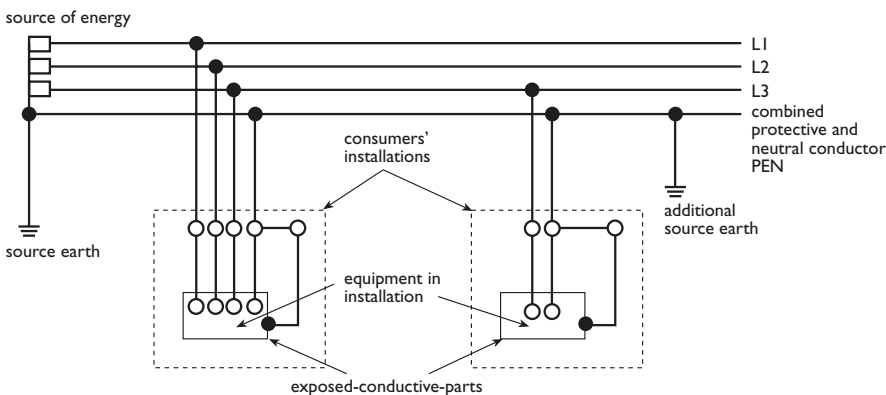 source of energy
L1
L2
L3
combined
protective and
neutral conductor
PEN
consumers’
installations
additional
source earth
source earth
equipment in
installation
exposed-conductive-parts